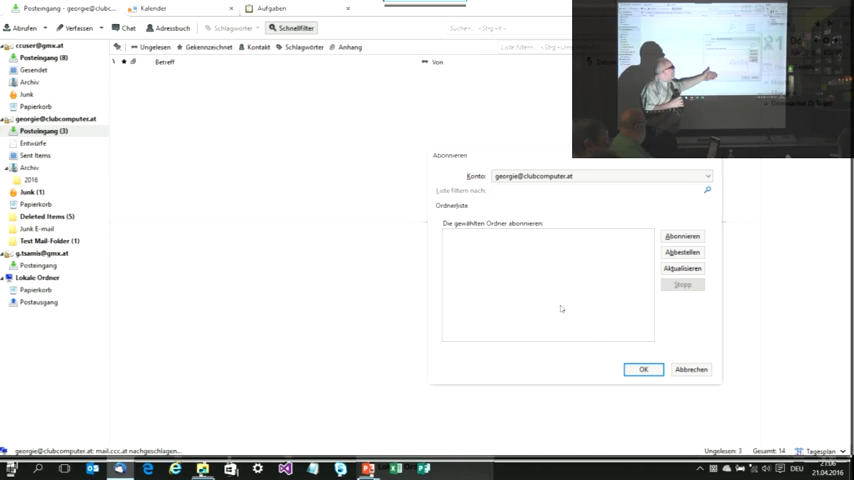 Posteingang - georgie@clubc... Kalender Aufgaben
Abrufen Verfassen Chat Adressbuch Schlagwörter Schnellfilter Suchen...
Ungelesen Gekennzeichnet Kontakt Schlagwörter Anhang
Betreff Von
ccuser@gmx.at
Posteingang (8)
Gesendet
Archiv
Junk
Papierkorb
georgie@clubcomputer.at
Posteingang (3)
Entwürfe
Sent Items
Archiv
2016
Junk (1)
Papierkorb
Deleted Items (5)
Junk E-mail
Test Mail-Folder (1)
g.tsamis@gmx.at
Posteingang
Lokale Ordner
Papierkorb
Postausgang
Abonnieren
Konto: georgie@clubcomputer.at
Liste filtern nach:
Ordnerliste
Die gewählten Ordner abonnieren:
Abonnieren
Abbestellen
Aktualisieren
Stopp
OK Abbrechen
georgie@clubcomputer.at: mail.ccc.at nachgeschlagen... Ungelesen: 3 Gesamt: 14 Tagesplan
DEU 21:06
21.04.2016